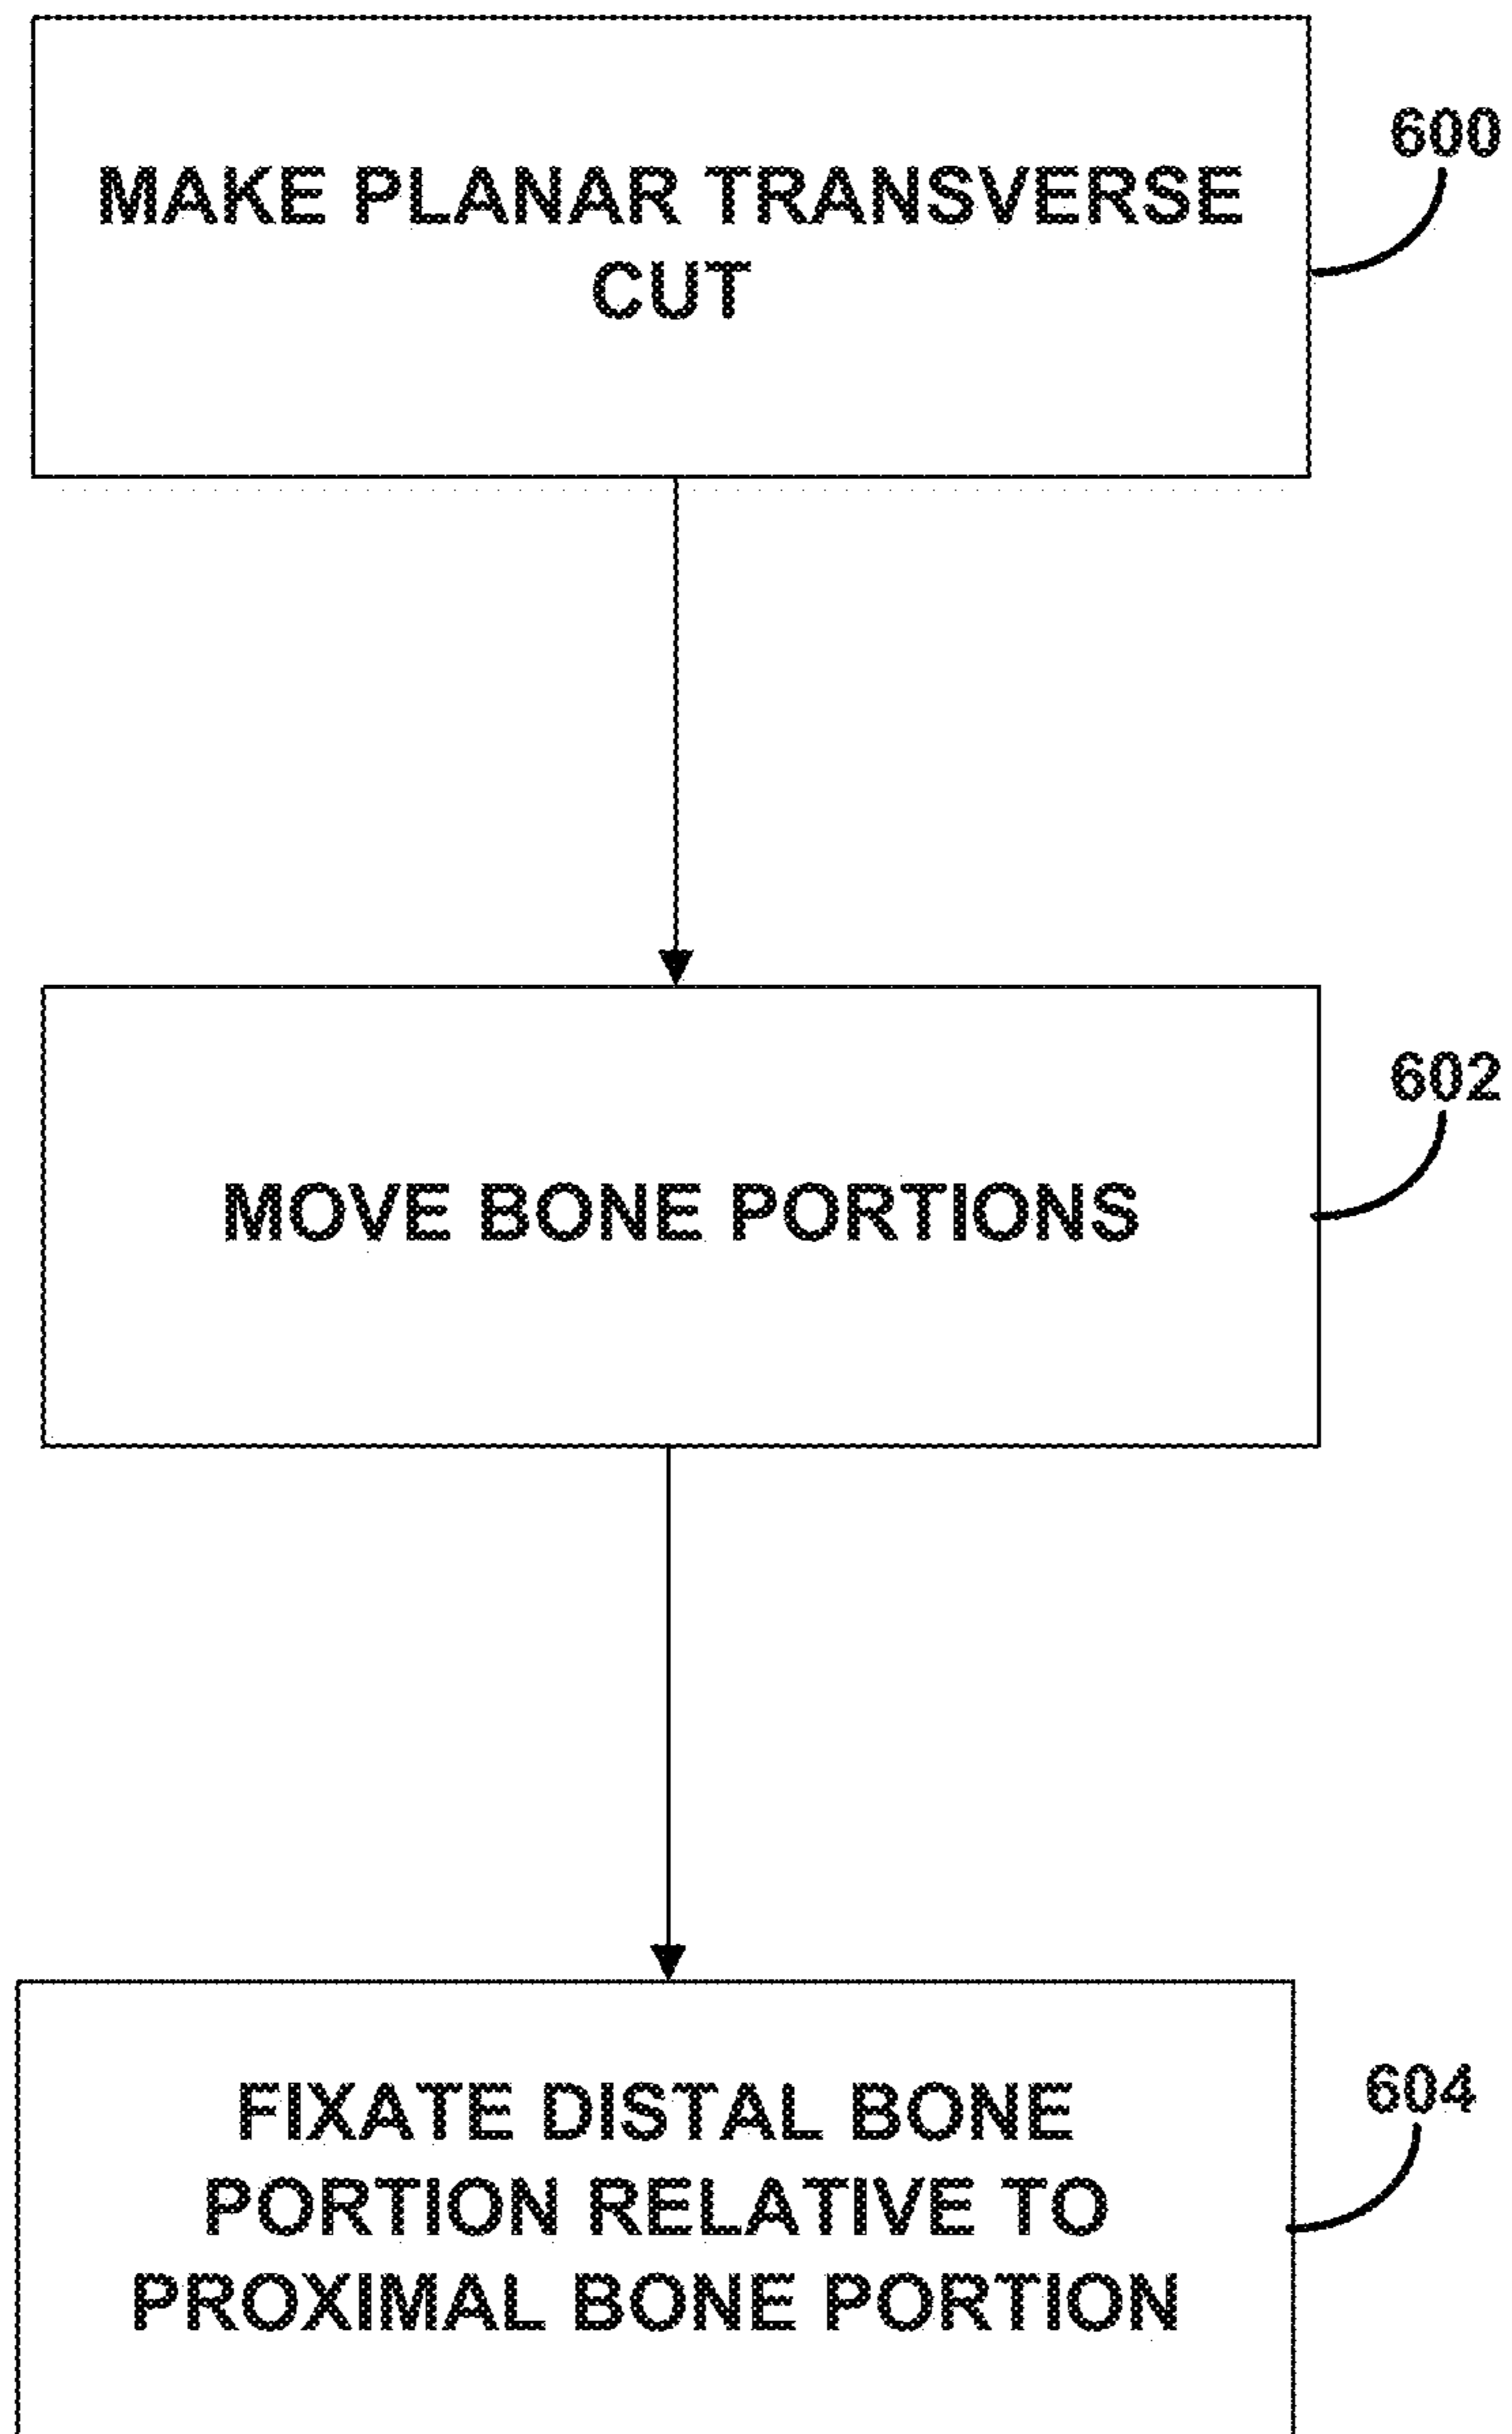 MAKE PLANAR TRANSVERSE
CUT
600
MOVE BONE PORTIONS
602
FIXATE DISTAL BONE
PORTION RELATIVE TO
PROXIMAL BONE PORTION
604